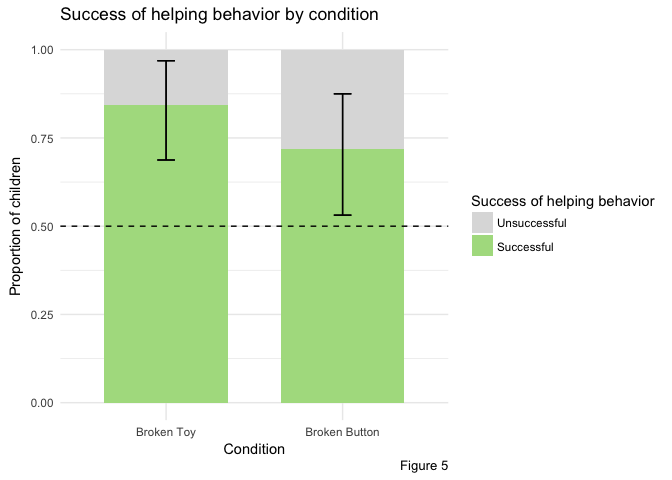 Success of helping behavior by condition
Proportion of children
1.00
0.75
0.50
0.25
0.00
Broken Toy
Broken Button
Condition
Success of helping behavior
Unsuccessful
Successful
Figure 5